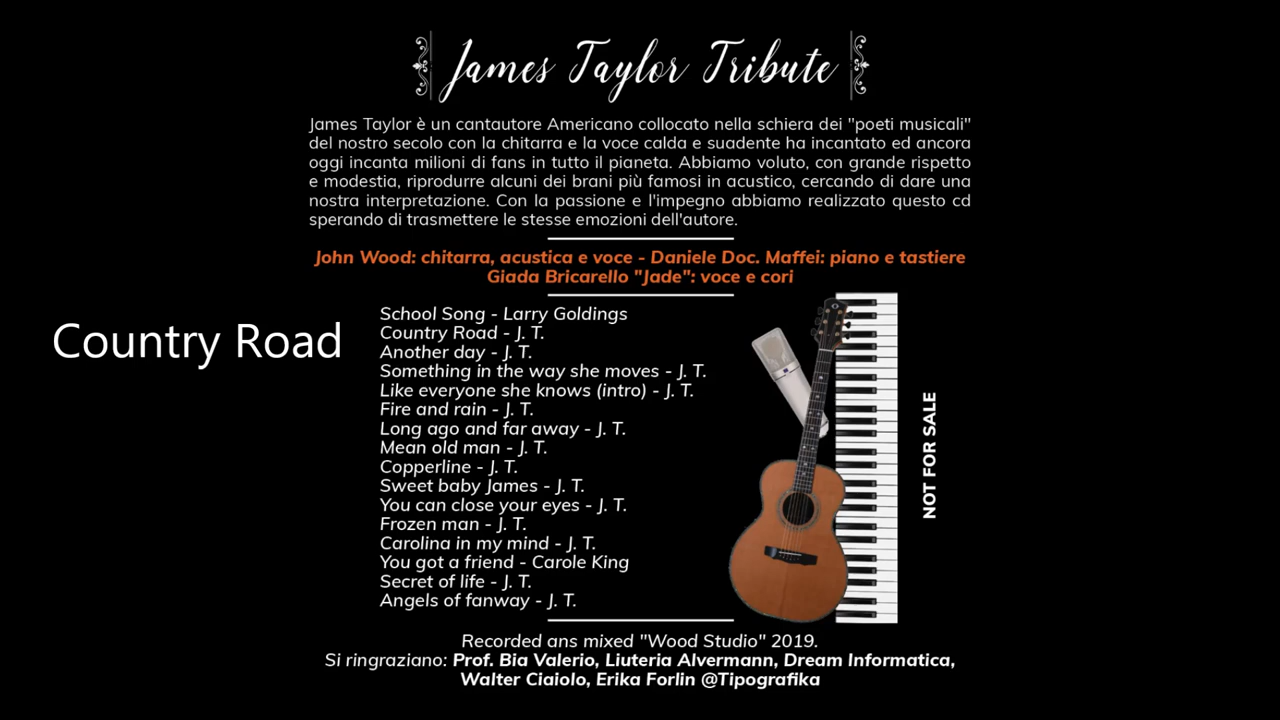 James Taylor Tribute
James Taylor è un cantautore Americano collocato nella schiera dei "poeti musicali"
del nostro secolo con la chitarra e la voce calda e suadente ha incantato ed ancora
oggi incanta milioni di fans in tutto il pianeta. Abbiamo voluto, con grande rispetto
e modestia, riprodurre alcuni dei brani più famosi in acustico, cercando di dare una
nostra interpretazione. Con la passione e l'impegno abbiamo realizzato questo cd
sperando di trasmettere le stesse emozioni dell'autore.
John Wood: chitarra, acustica e voce - Daniele Doc. Maffei: piano e tastiere
Giada Bricarello "Jade": voce e cori
Country Road
School Song - Larry Goldings
Country Road - J. T.
Another day - J. T.
Something in the way she moves - J. T.
Like everyone she knows (intro) - J. T.
Fire and rain - J. T.
Long ago and far away - J. T.
Mean old man - J. T.
Copperline - J. T.
Sweet baby James - J. T.
You can close your eyes - J. T.
Frozen man - J. T.
Carolina in my mind - J. T.
You got a friend - Carole King
Secret of life - J. T.
Angels of fanway - J. T.
NOT FOR SALE
Recorded ans mixed "Wood Studio" 2019.
Si ringraziano: Prof. Bia Valerio, Liuteria Alvermann, Dream Informatica,
Walter Ciaiolo, Erika Forlin @Tipografika